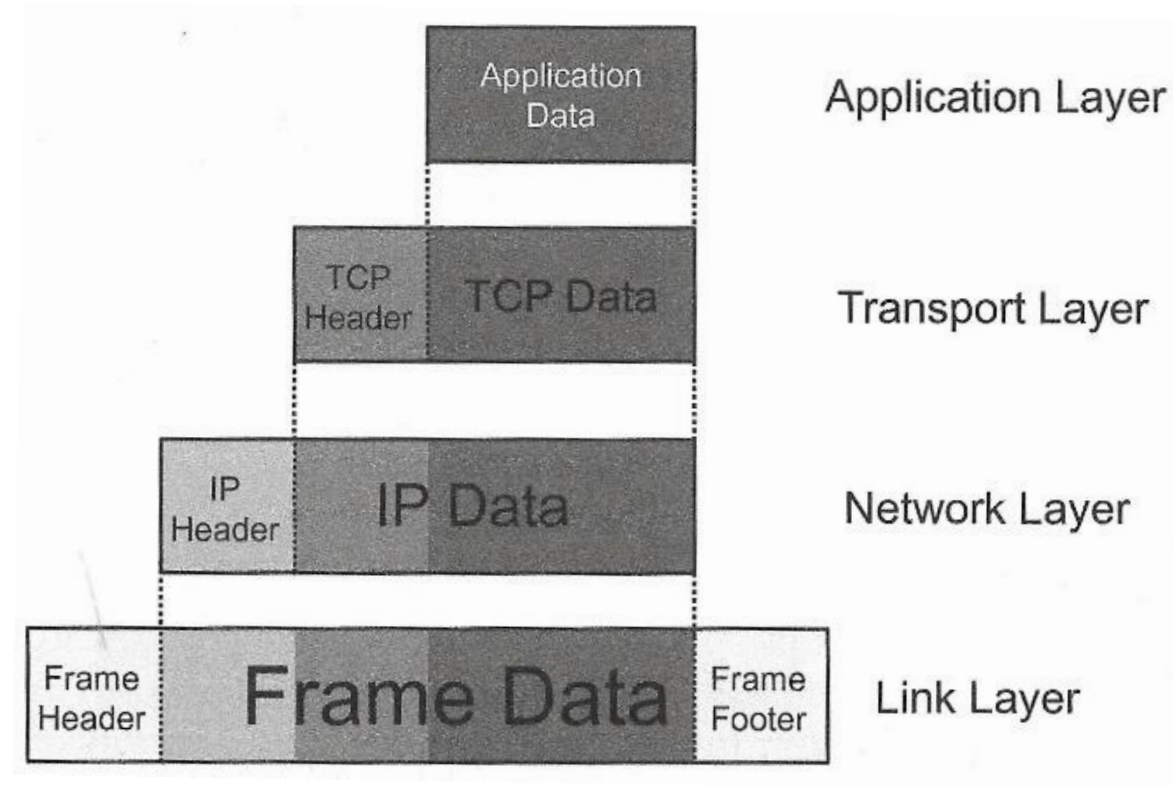 Application
Data
Application Layer
TCP
Header
TCP Data
Transport Layer
IP
Header
IP Data
Network Layer
Frame
Header
Frame Data
Frame
Footer
Link Layer